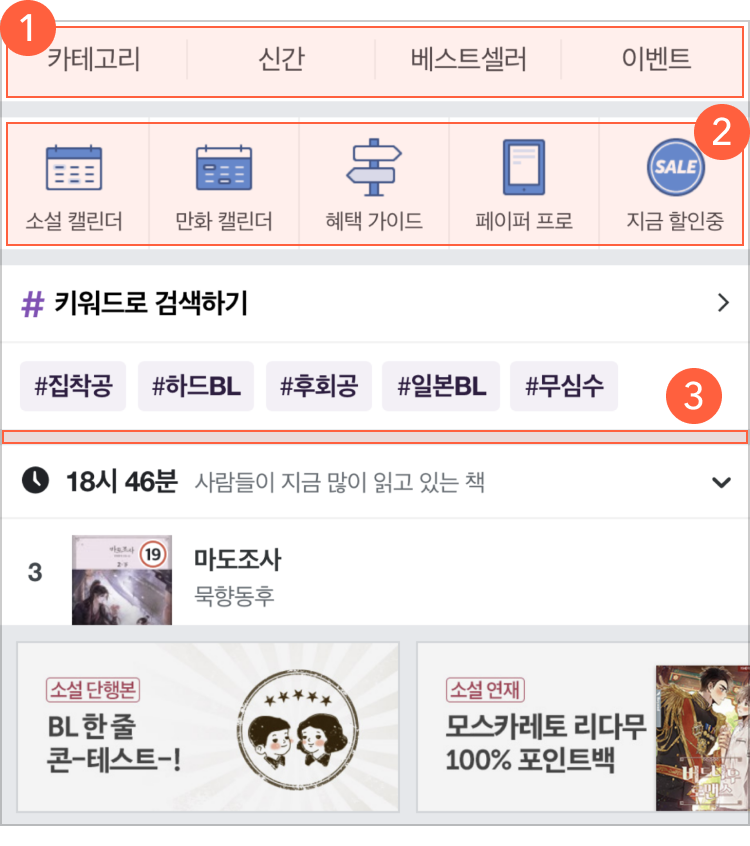 1
카테고리 신간 베스트셀러 이벤트
2
SALE
소설 캘린더 만화 캘린더 혜택 가이드 페이퍼 프로 지금 할인중
# 키워드로 검색하기
#집착공 #하드BL #후회공 #일본BL #무심수
3
18시 46분 사람들이 지금 많이 읽고 있는 책
3
마도조사
19
마도조사
묵향동후
소설 단행본
BL 한 줄
콘-테스트-!
소설 연재
모스카레토 리다무
100% 포인트백